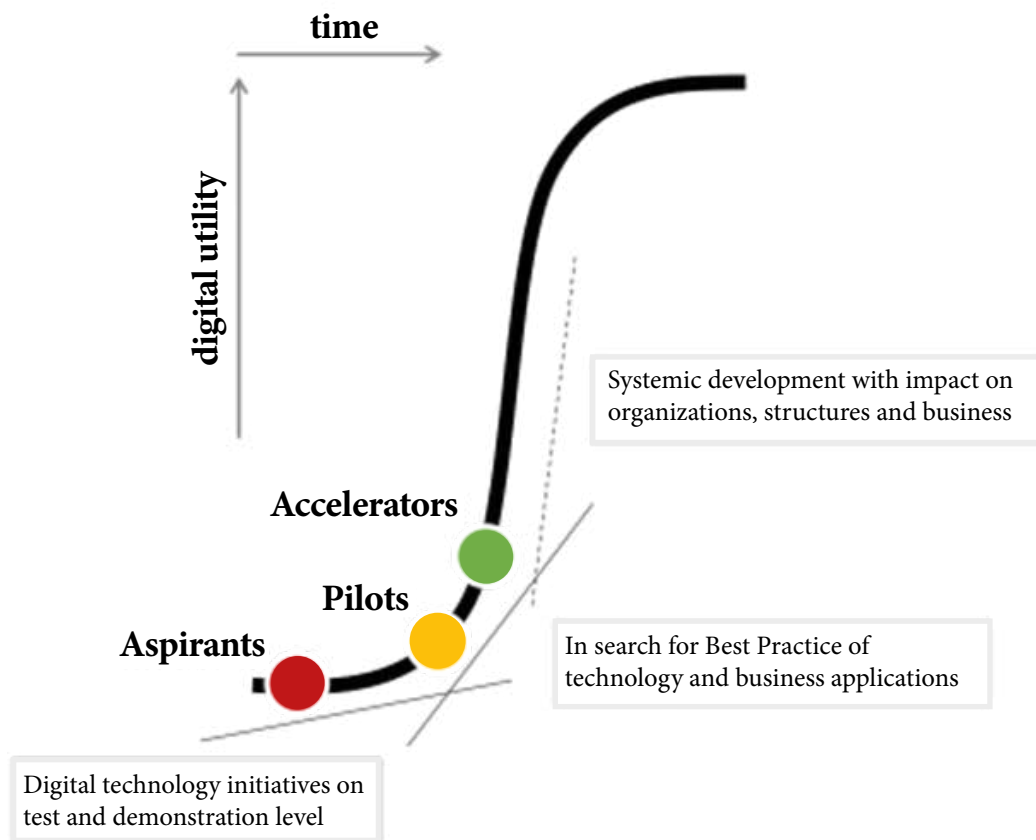 time
digital utility
Systemic development with impact on
organizations, structures and business
Accelerators
Pilots
Aspirants
In search for Best Practice of
technology and business applications
Digital technology initiatives on
test and demonstration level